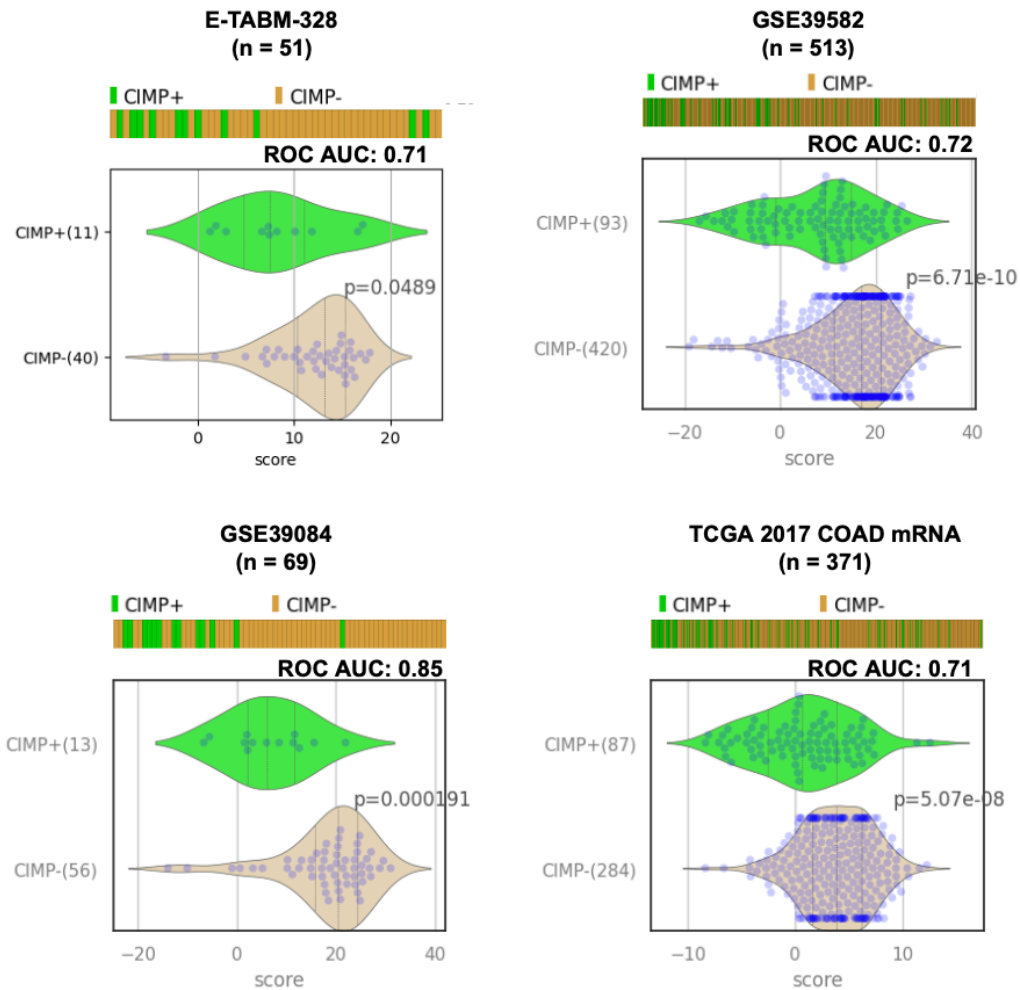 E-TABM-328
(n = 51)
CIMP+ CIMP-
ROC AUC: 0.71
CIMP+(11)
p=0.0489
CIMP-(40)
0 10 20
score
GSE39582
(n = 513)
CIMP+ CIMP-
ROC AUC: 0.72
CIMP+(93)
p=6.71e-10
CIMP-(420)
−20 0 20 40
score
GSE39084
(n = 69)
CIMP+ CIMP-
ROC AUC: 0.85
CIMP+(13)
p=0.000191
CIMP-(56)
−20 0 20 40
score
TCGA 2017 COAD mRNA
(n = 371)
CIMP+ CIMP-
ROC AUC: 0.71
CIMP+(87)
p=5.07e-08
CIMP-(284)
−10 0 10
score